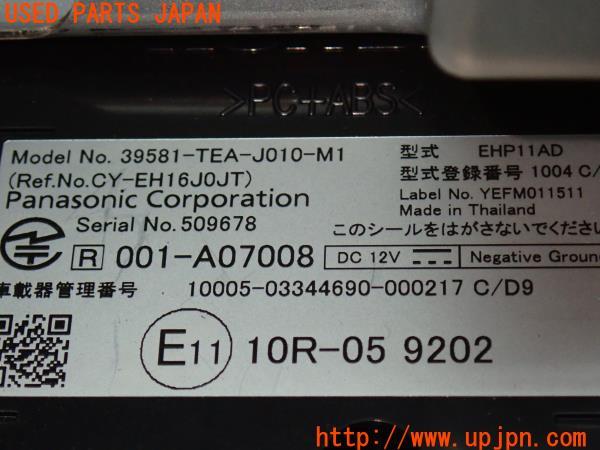 USED PARTS JAPAN
>PC+ABS<
Model No. 39581-TEA-J010-M1
(Ref.No.CY-EH16J0JT)
Panasonic Corporation
Serial No.509678
型式 EHP11AD
型式登録番号 1004 C/
Label No. YEFM011511
Made in Thailand
このシールをはがさないでください
R 001-A07008
DC 12V Negative Groun
車載器管理番号 10005-03344690-000217 C/D9
E11 10R-05 9202
UPJ http://www.upjpn.com